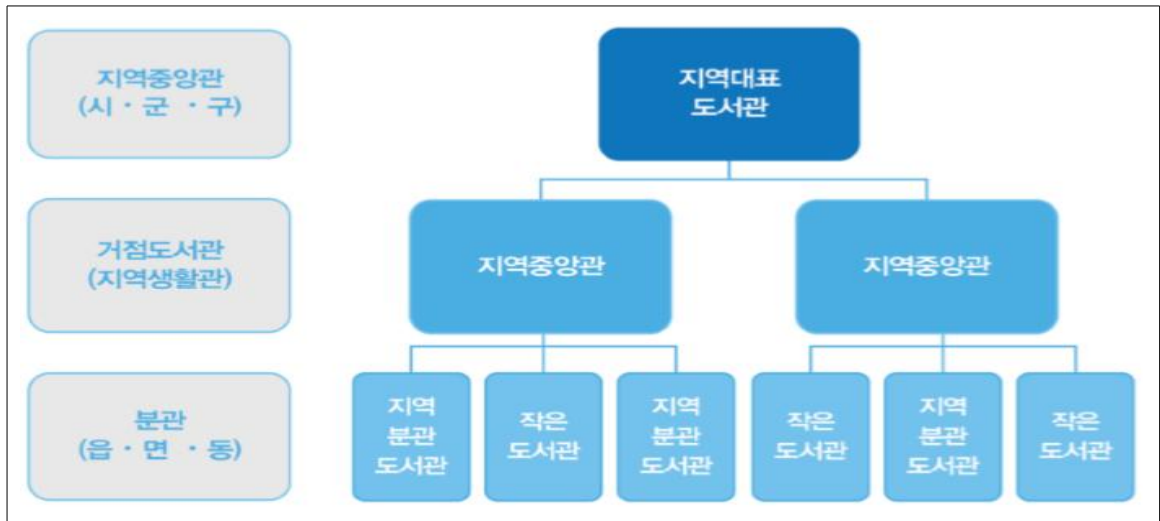 지역중앙관
(시 · 군 · 구)
지역대표
도서관
거점도서관
(지역생활관)
지역중앙관
지역중앙관
분관
(읍 · 면 · 동)
지역
분관
도서관
작은
도서관
지역
분관
도서관
작은
도서관
지역
분관
도서관
작은
도서관